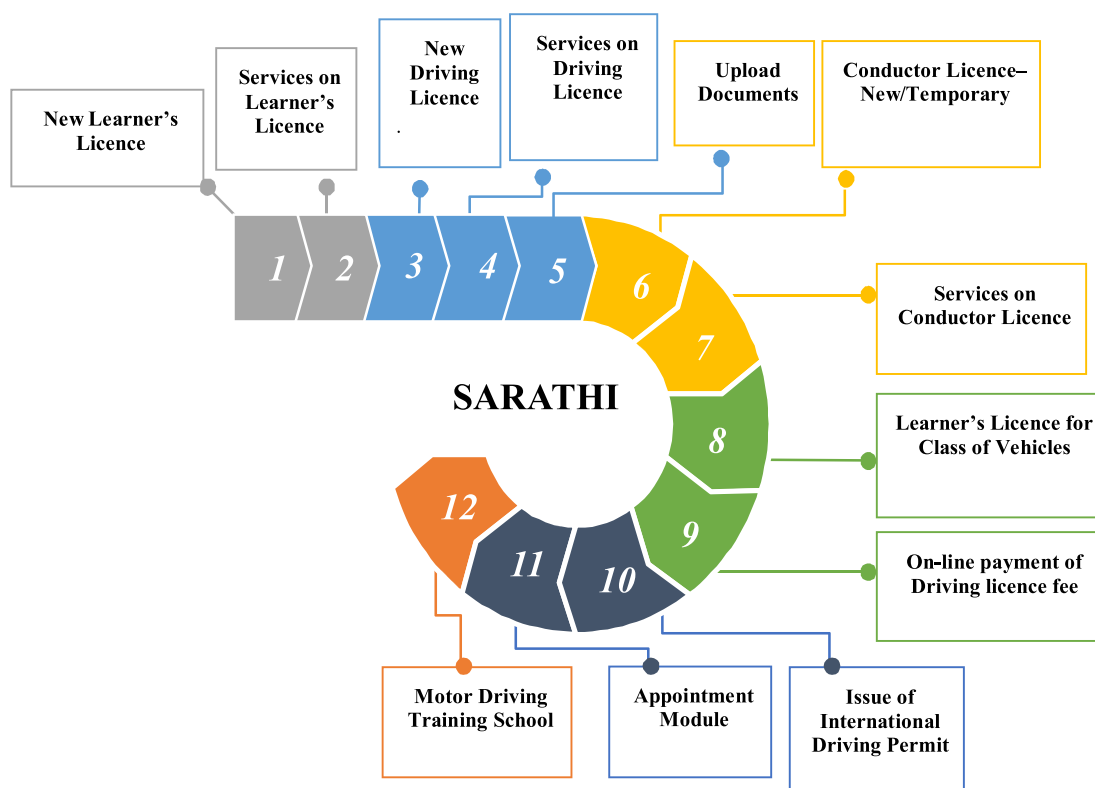 New Learner's
Licence
Services on
Learner's
Licence
New
Driving
Licence
.
Services on
Driving
Licence
Upload
Documents
Conductor Licence–
New/Temporary
1
2
3
4
5
6
7
8
9
10
11
12
SARATHI
Services on
Conductor Licence
Learner's Licence for
Class of Vehicles
On-line payment of
Driving licence fee
Issue of
International
Driving Permit
Appointment
Module
Motor Driving
Training School